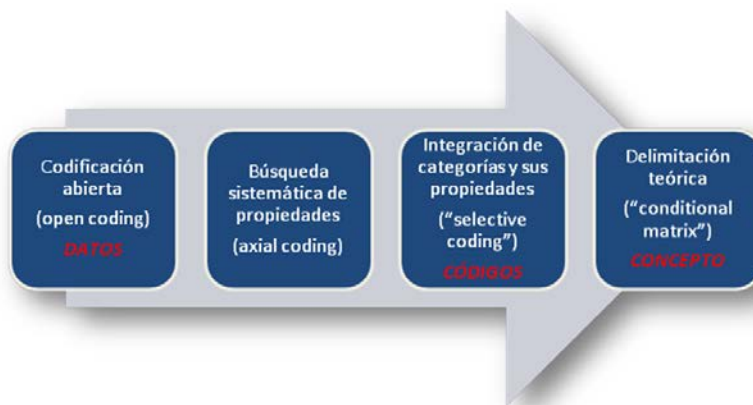 Codificación
abierta
(open coding)
DATOS
Búsqueda
sistemática de
propiedades
(axial coding)
Integración de
categorías y sus
propiedades
(“selective
coding”)
CÓDIGOS
Delimitación
teórica
(“conditional
matrix”)
CONCEPTO